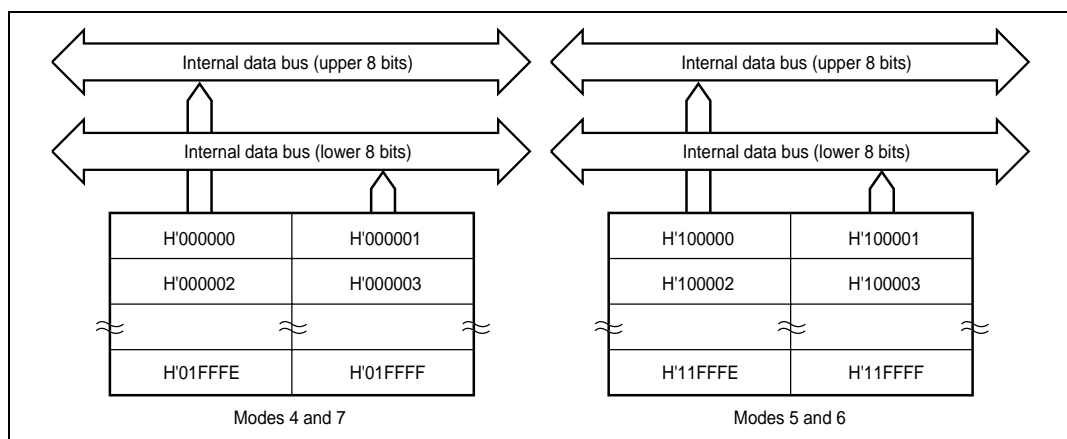 Internal data bus (upper 8 bits)
Internal data bus (lower 8 bits)
H'000000 H'000001
H'000002 H'000003
H'01FFFE H'01FFFF
Modes 4 and 7
Internal data bus (upper 8 bits)
Internal data bus (lower 8 bits)
H'100000 H'100001
H'100002 H'100003
H'11FFFE H'11FFFF
Modes 5 and 6